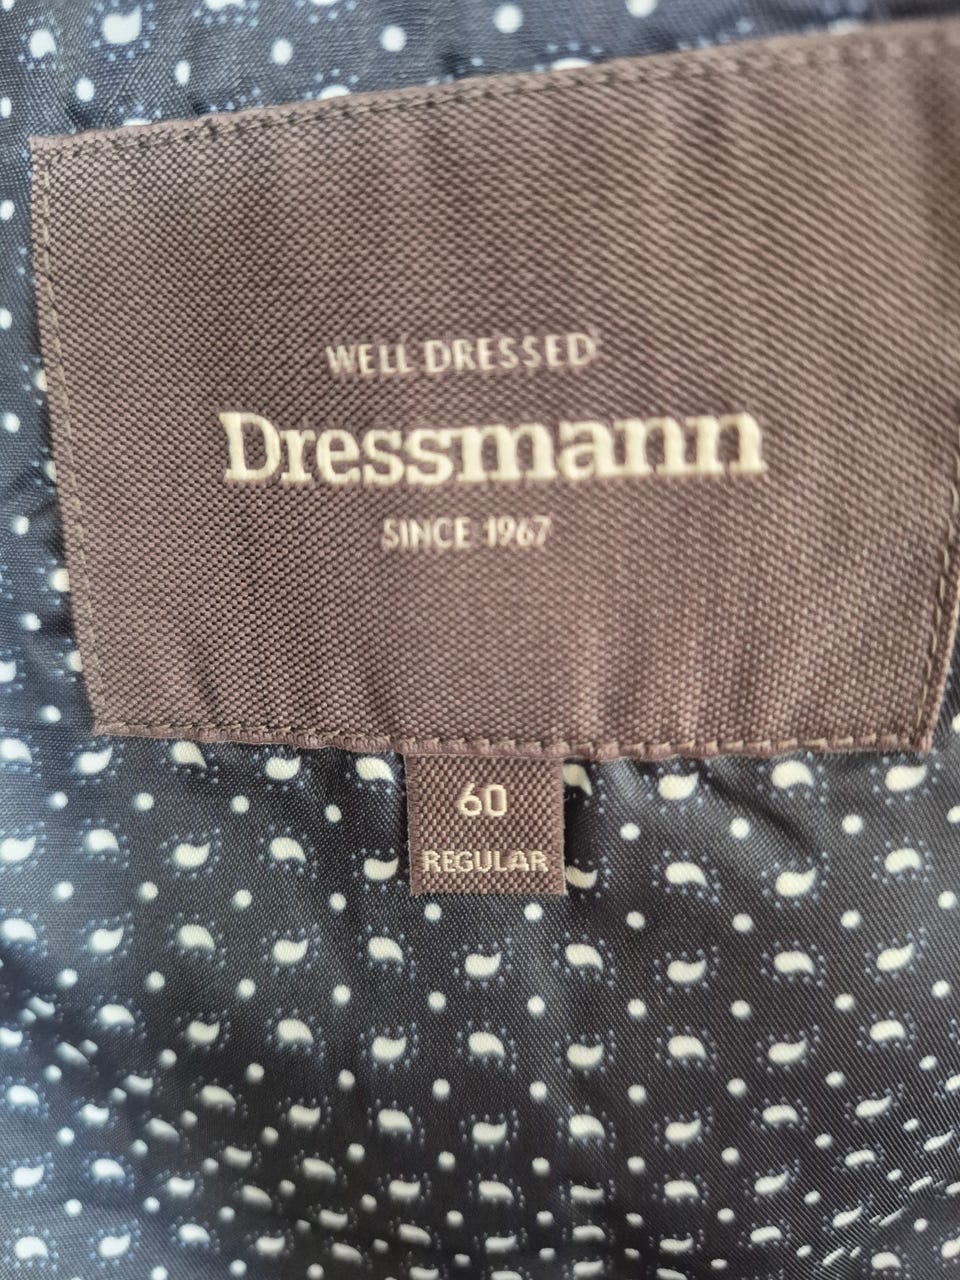 WELL DRESSED
Dressmann
SINCE 1967
60
REGULAR